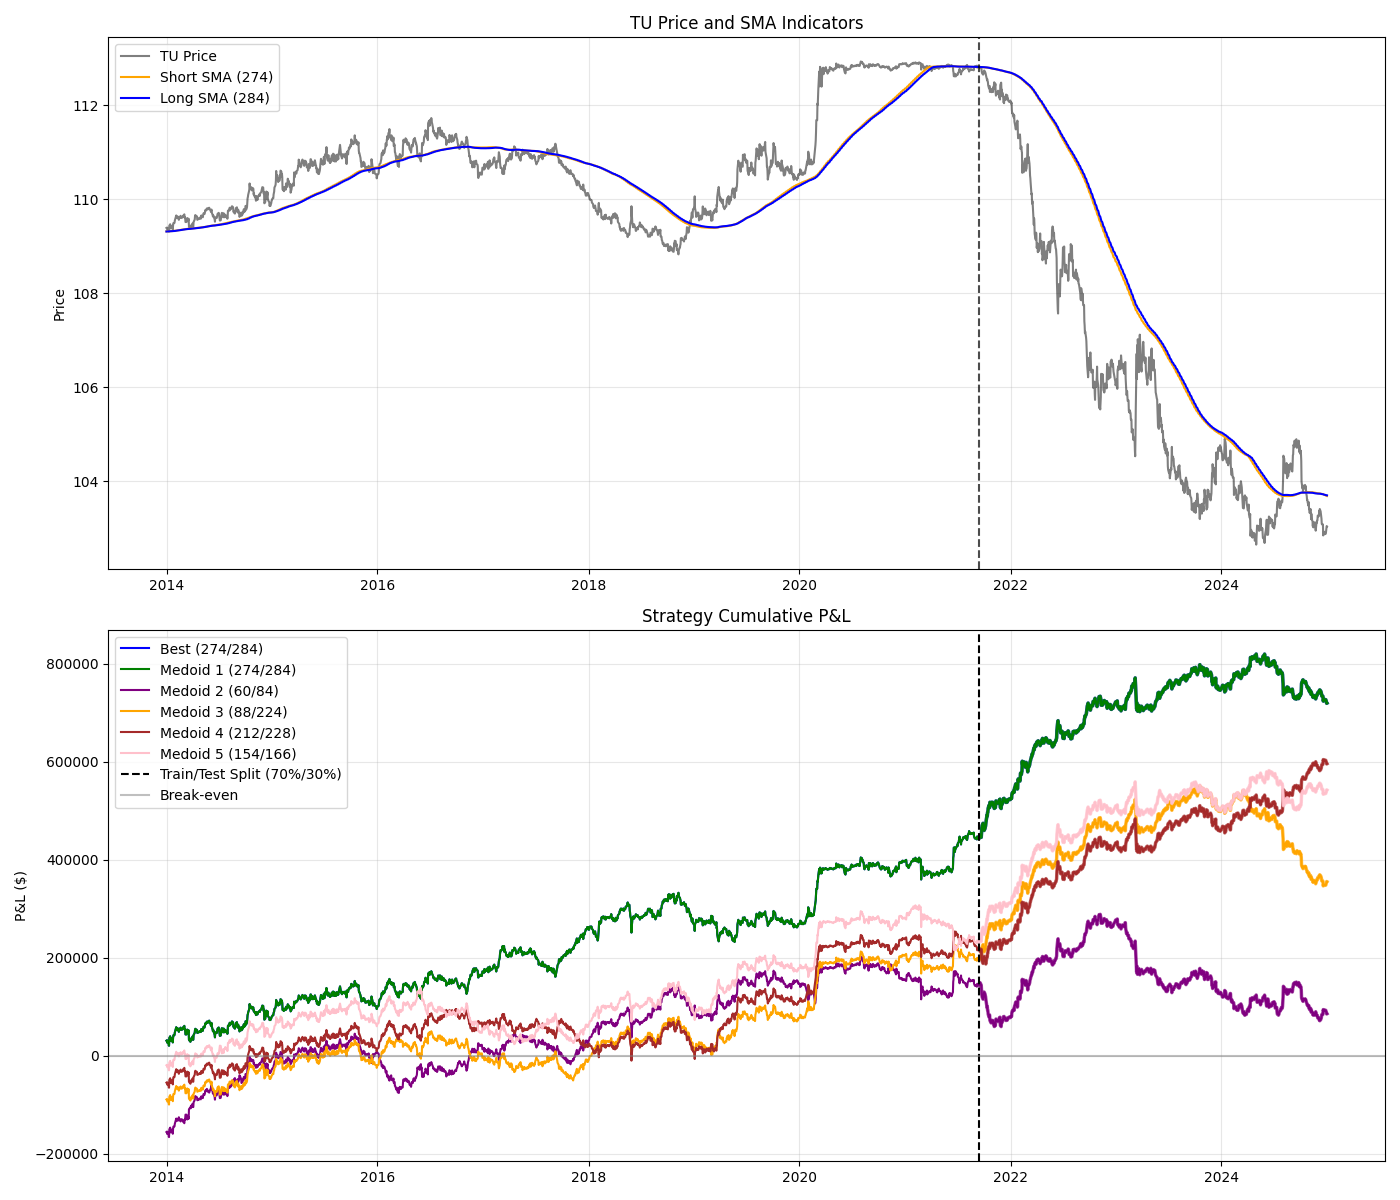 TU Price and SMA Indicators
TU Price
Short SMA (274)
Long SMA (284)
112
110
108
106
104
Price
2014 2016 2018 2020 2022 2024
Strategy Cumulative P&L
Best (274/284)
Medoid 1 (274/284)
Medoid 2 (60/84)
Medoid 3 (88/224)
Medoid 4 (212/228)
Medoid 5 (154/166)
Train/Test Split (70%/30%)
Break-even
800000
600000
400000
200000
0
−200000
P&L ($)
2014 2016 2018 2020 2022 2024